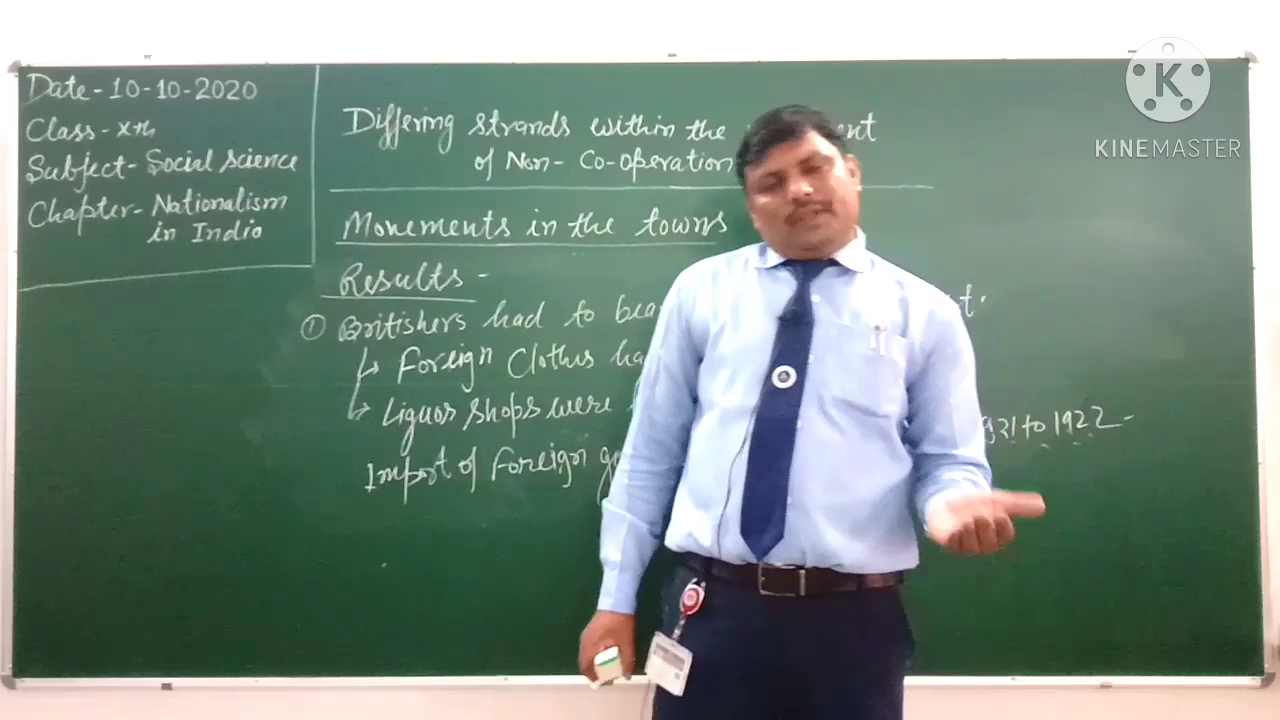 Date-10-10-2020
Class-Xth
Subject-Social science
Chapter-Nationalism
in India
Differing strands within the
of Non-Co-operation
Movements in the towns
Results-
① Britishers had to
↳ Foreign Clothes
↳ Liquor shops were
1921 to 1922-
Import of Foreign
KINEMASTER